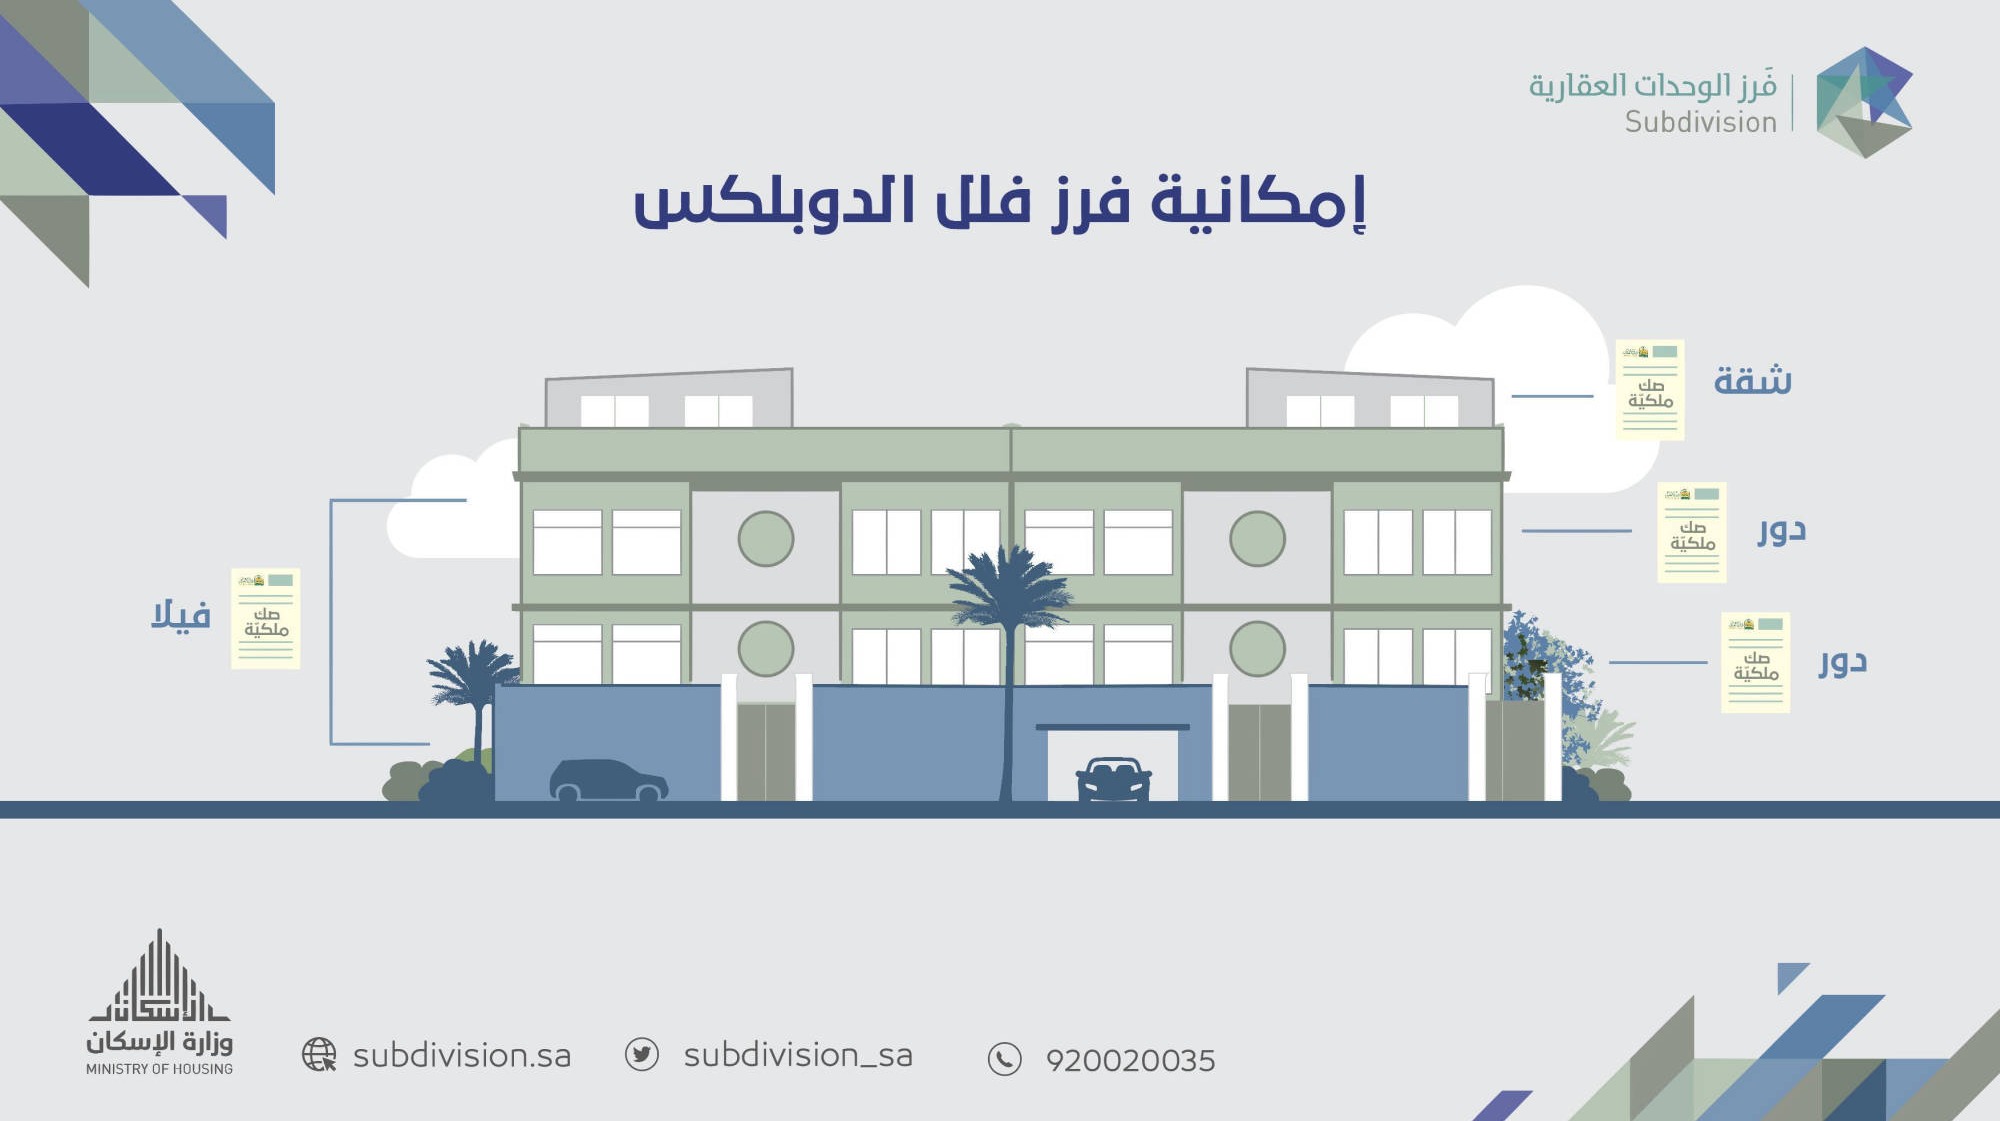 فَرز الوحدات العقارية
Subdivision
إمكانية فرز فلل الدوبلكس
شقة
صك
ملكيّة
دور
صك
ملكيّة
دور
صك
ملكيّة
فيلا
صك
ملكيّة
الإسكان
وزارة الإسكان
MINISTRY OF HOUSING
subdivision.sa
subdivision_sa
920020035